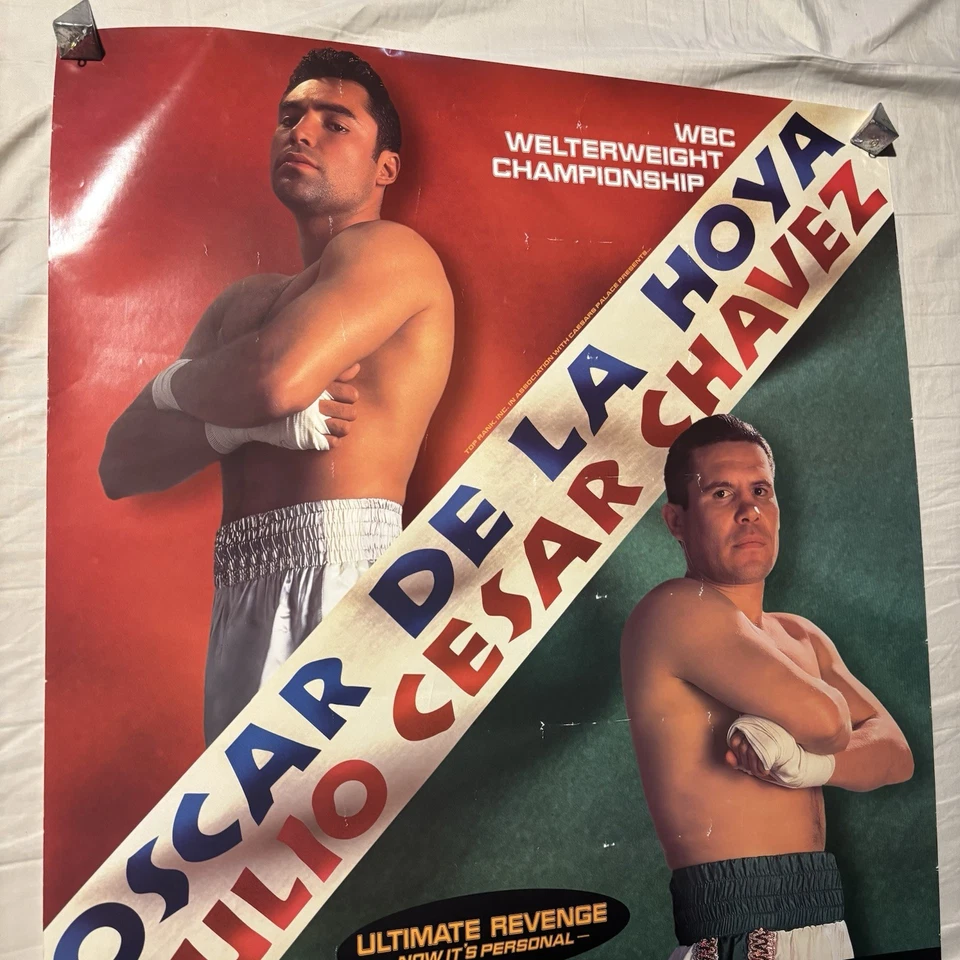 WBC
WELTERWEIGHT
CHAMPIONSHIP
TOP RANK, INC. IN ASSOCIATION WITH CAESARS PALACE PRESENTS...
OSCAR DE LA HOYA
JULIO CESAR CHAVEZ
ULTIMATE REVENGE
NOW IT'S PERSONAL —